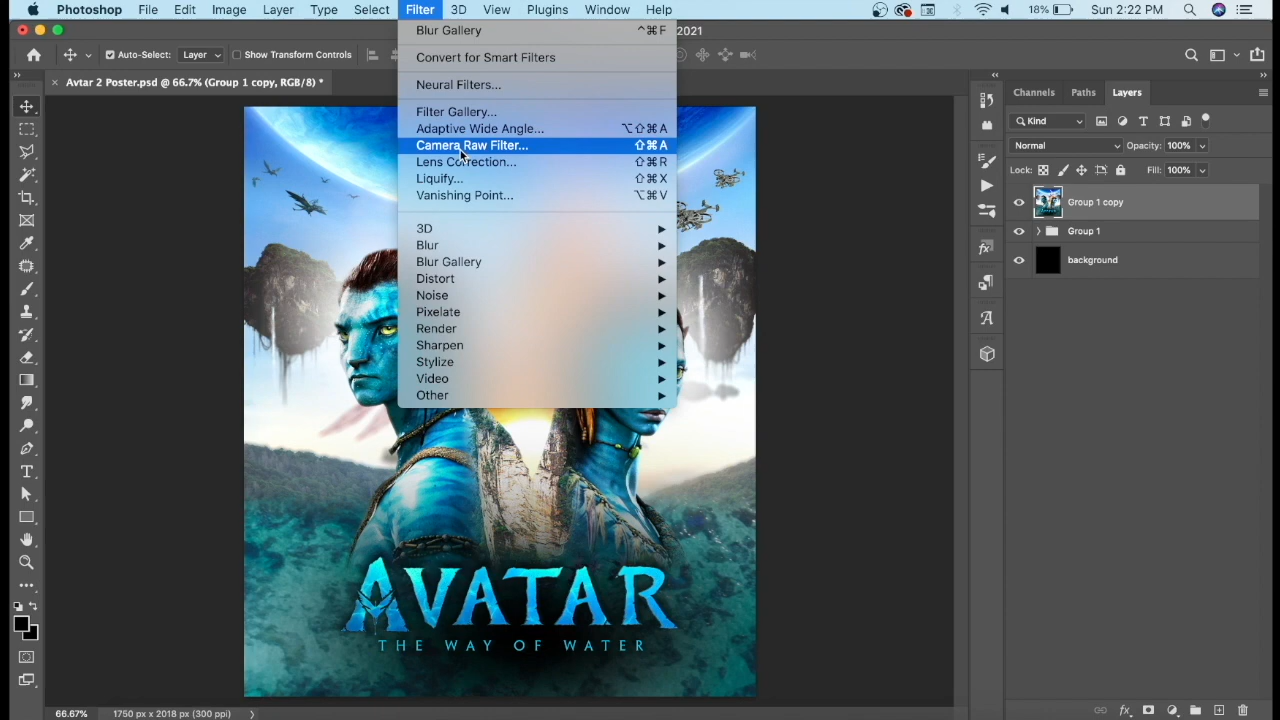 Photoshop File Edit Image Layer Type Select Filter 3D View Plugins Window Help 18% Sun 2:22 PM
2021
Auto-Select: Layer Show Transform Controls
Avtar 2 Poster.psd @ 66.7% (Group 1 copy, RGB/8) *
Blur Gallery ⌃⌘F
Convert for Smart Filters
Neural Filters...
Filter Gallery...
Adaptive Wide Angle... ⌥⇧⌘A
Camera Raw Filter... ⇧⌘A
Lens Correction... ⇧⌘R
Liquify... ⇧⌘X
Vanishing Point... ⌥⌘V
3D
Blur
Blur Gallery
Distort
Noise
Pixelate
Render
Sharpen
Stylize
Video
Other
AVATAR
THE WAY OF WATER
Channels Paths Layers
Kind
Normal Opacity: 100%
Lock: Fill: 100%
Group 1 copy
Group 1
background
66.67% 1750 px x 2018 px (300 ppi)